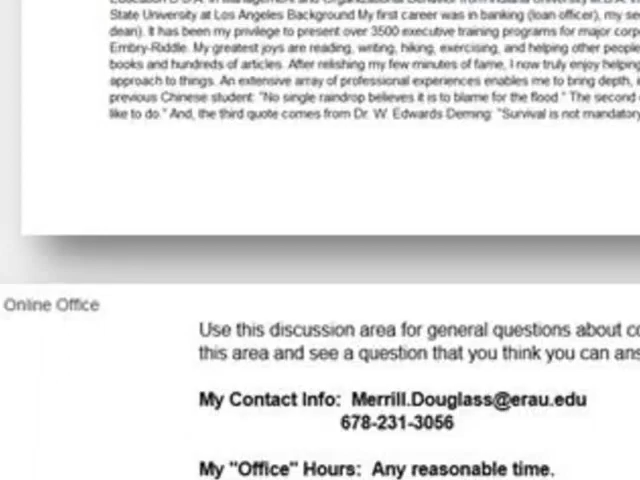 State University at Los Angeles Background My first career was in banking (loan officer), my se
dean). It has been my privilege to present over 3500 executive training programs for major corp
Embry-Riddle. My greatest joys are reading, writing, hiking, exercising, and helping other people
books and hundreds of articles. After relishing my few minutes of fame, I now truly enjoy helping
approach to things. An extensive array of professional experiences enables me to bring depth, i
previous Chinese student: "No single raindrop believes it is to blame for the flood." The second
like to do." And, the third quote comes from Dr. W. Edwards Deming: "Survival is not mandatory
Online Office
Use this discussion area for general questions about co
this area and see a question that you think you can ans
My Contact Info: Merrill.Douglass@erau.edu
678-231-3056
My "Office" Hours: Any reasonable time.